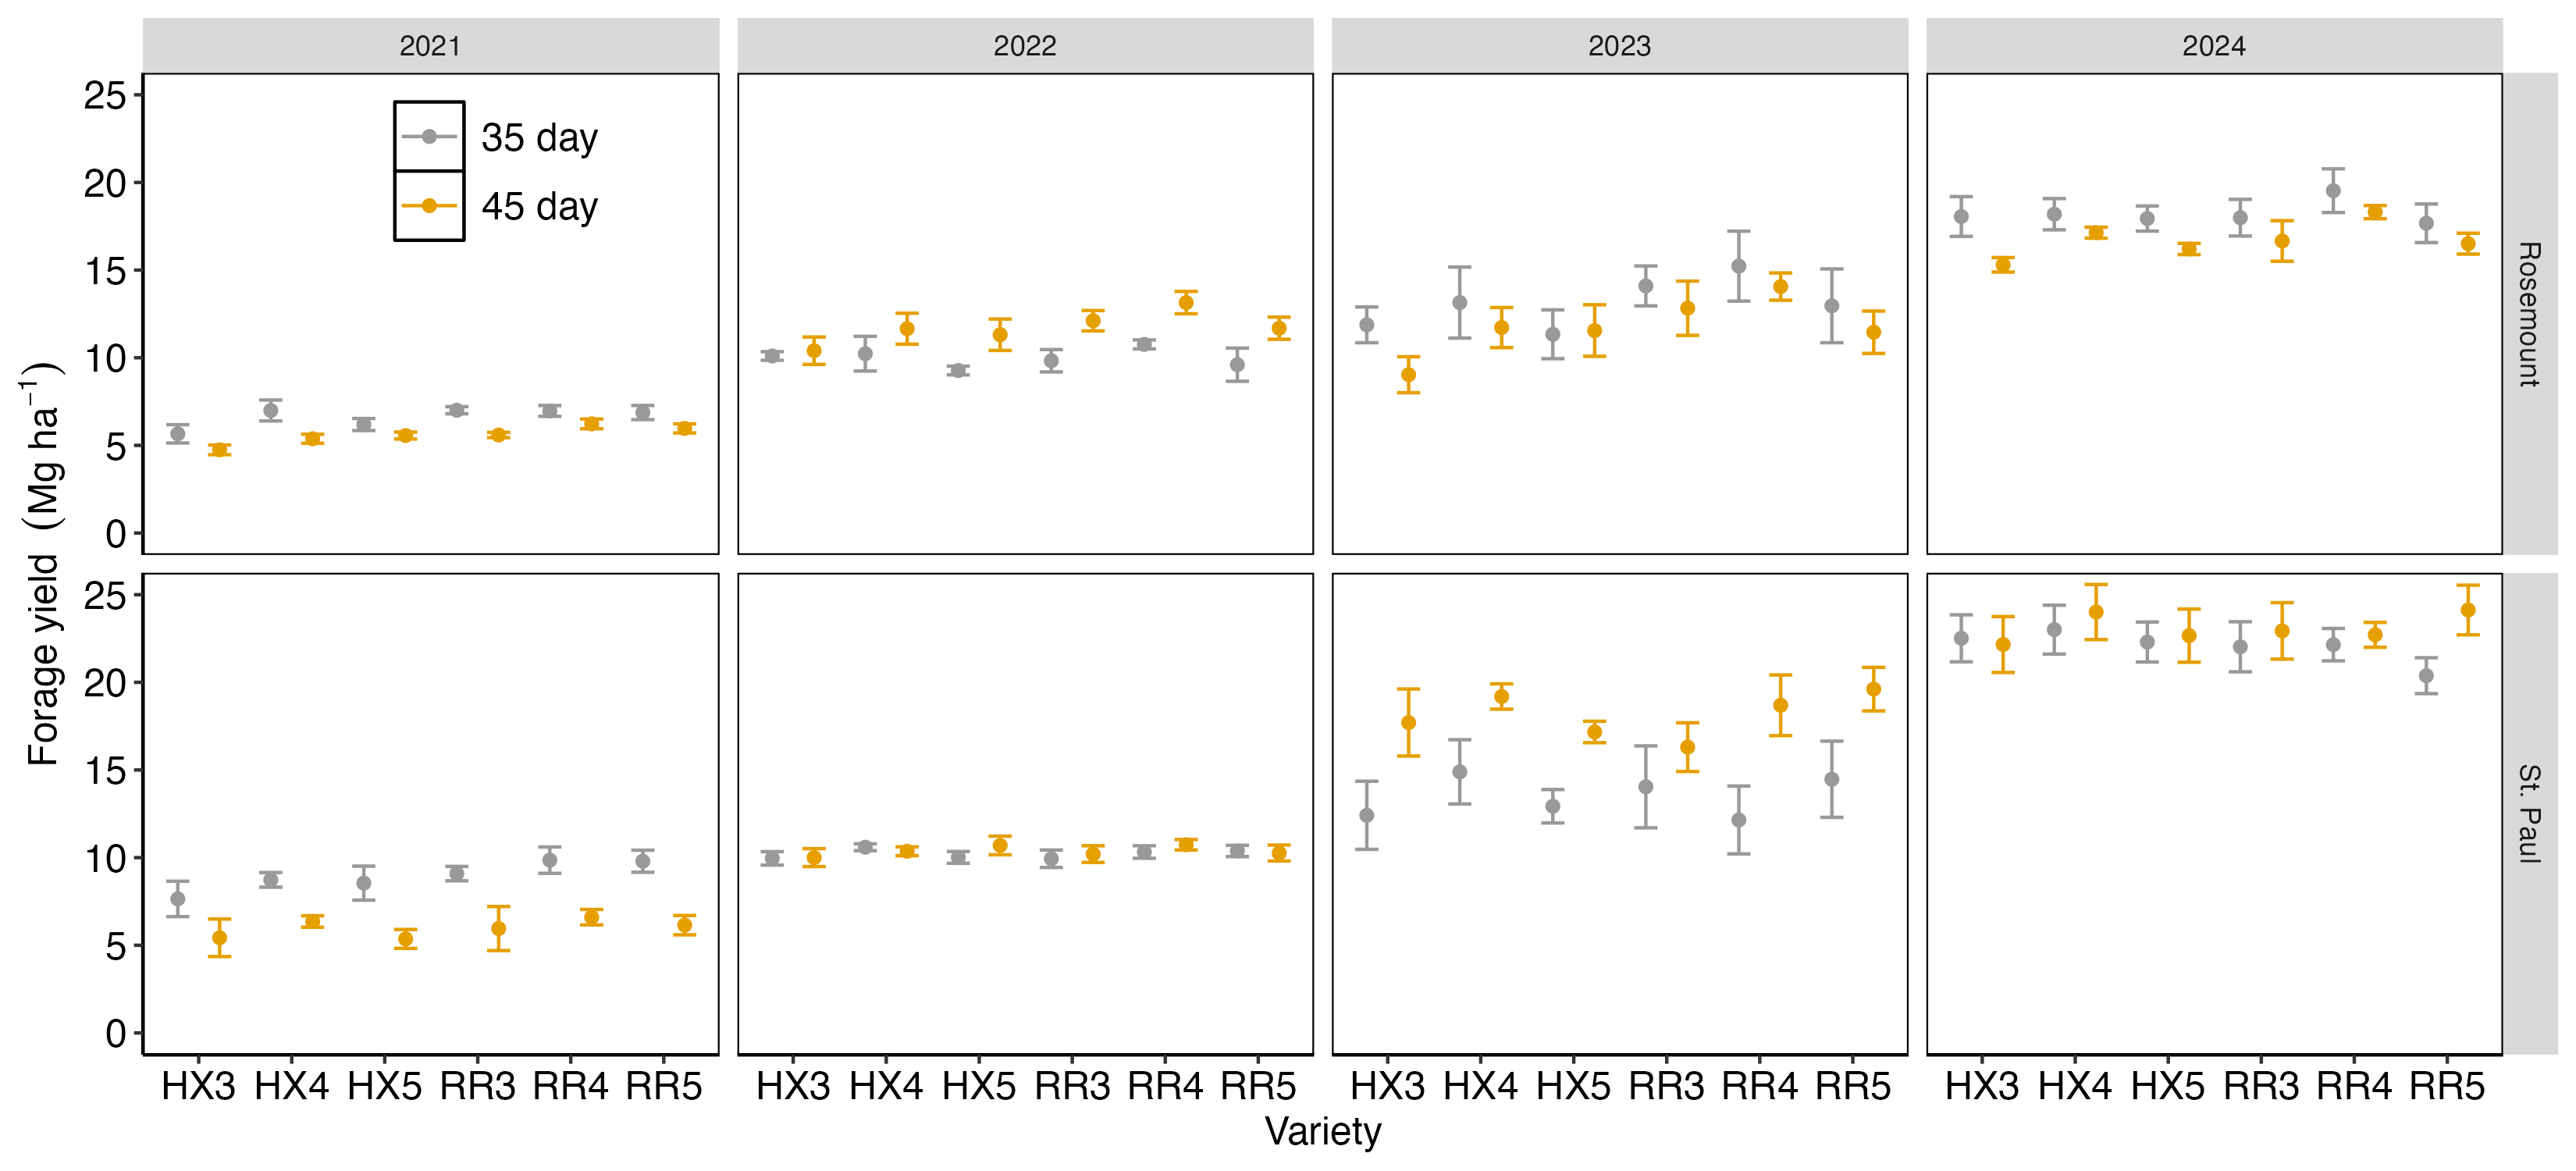 2021 2022 2023 2024
35 day
45 day
25
20
15
10
5
0
Rosemount
Forage yield (Mg ha⁻¹)
25
20
15
10
5
0
St. Paul
HX3 HX4 HX5 RR3 RR4 RR5 HX3 HX4 HX5 RR3 RR4 RR5 HX3 HX4 HX5 RR3 RR4 RR5 HX3 HX4 HX5 RR3 RR4 RR5
Variety